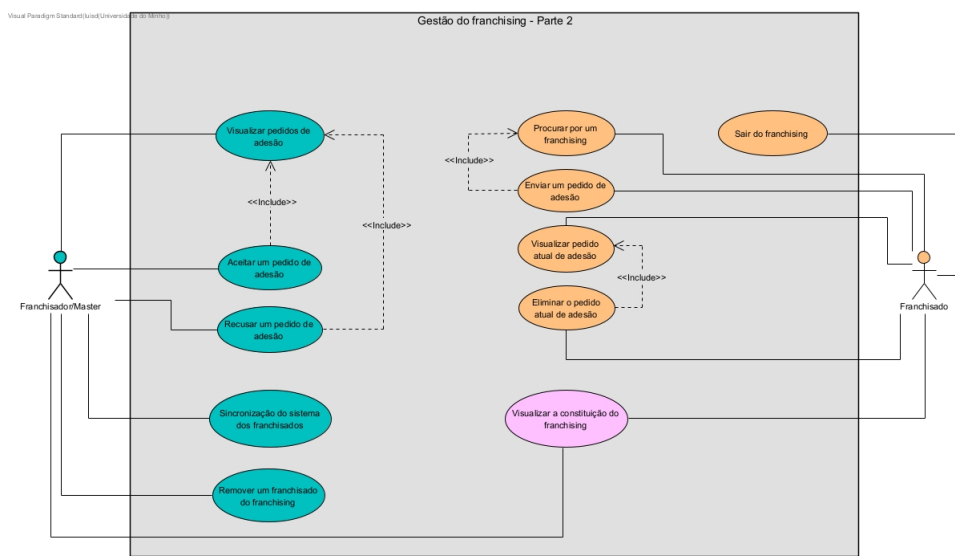 Visual Paradigm Standard(luisd(Universidade do Minho))
Gestão do franchising - Parte 2
Visualizar pedidos de
adesão
Procurar por um
franchising
Sair do franchising
<<Include>>
Enviar um pedido de
adesão
<<Include>>
<<Include>>
Visualizar pedido
atual de adesão
Aceitar um pedido de
adesão
<<Include>>
Franchisador/Master
Eliminar o pedido
atual de adesão
Franchisado
Recusar um pedido de
adesão
Sincronização do sistema
dos franchisados
Visualizar a constituição do
franchising
Remover um franchisado
do franchising